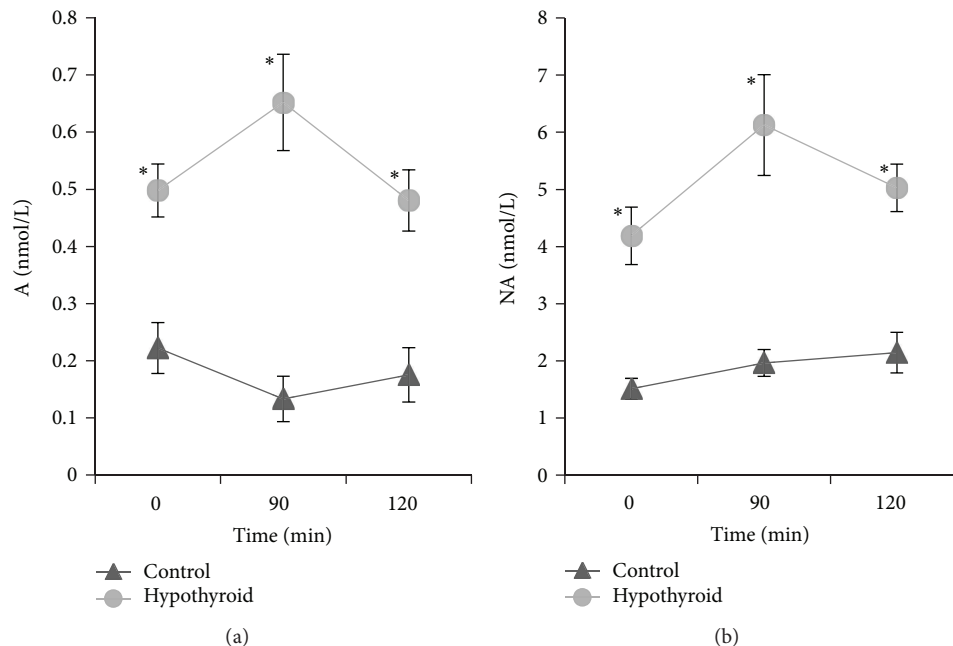 0.8
0.7
0.6
0.5
0.4
0.3
0.2
0.1
0
A (nmol/L)
*
*
*
0 90 120
Time (min)
Control
Hypothyroid
(a)
8
7
6
5
4
3
2
1
0
NA (nmol/L)
*
*
*
0 90 120
Time (min)
Control
Hypothyroid
(b)